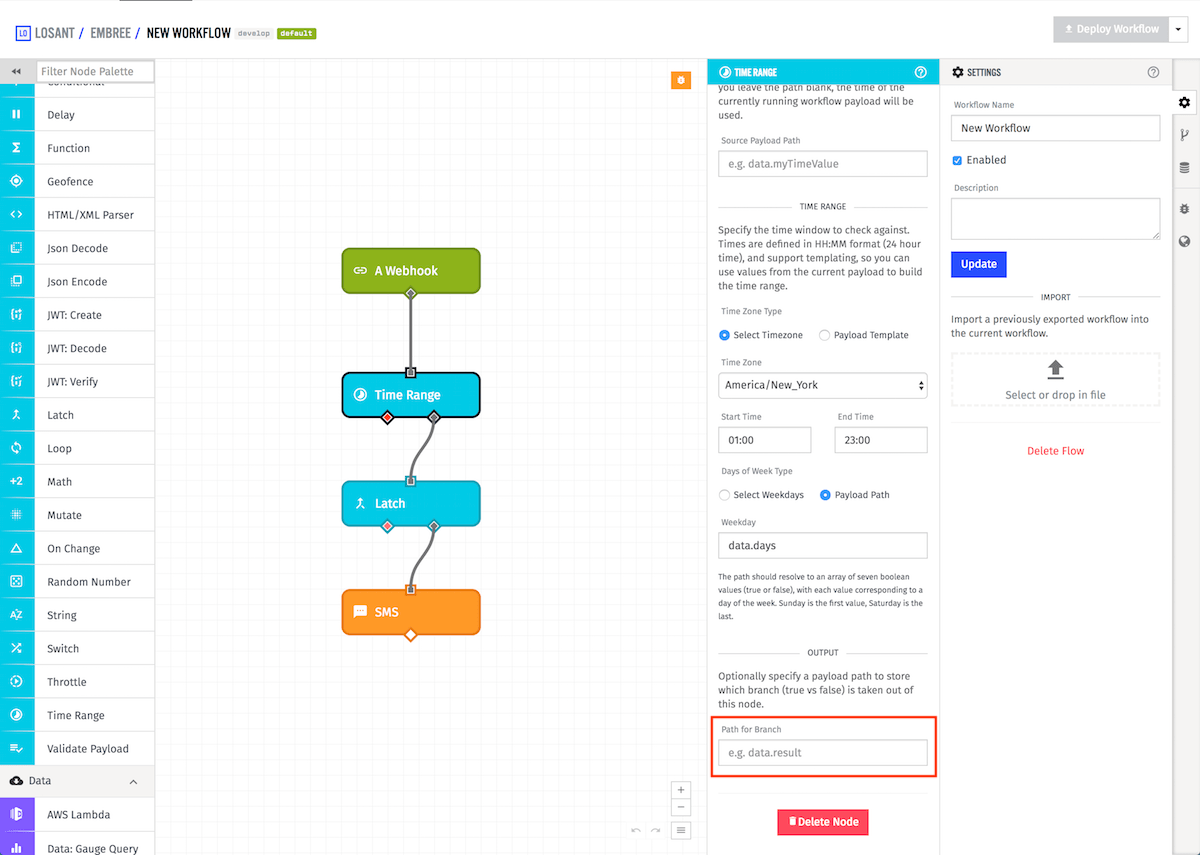 LO LOSANT / EMBREE / NEW WORKFLOW develop default
Deploy Workflow
Filter Node Palette
Conditional
Delay
Function
Geofence
HTML/XML Parser
Json Decode
Json Encode
JWT: Create
JWT: Decode
JWT: Verify
Latch
Loop
+2 Math
Mutate
On Change
Random Number
String
Switch
Throttle
Time Range
Validate Payload
Data
AWS Lambda
Data: Gauge Query
A Webhook
Time Range
Latch
SMS
TIME RANGE
you leave the path blank, the time of the
currently running workflow payload will be
used.
Source Payload Path
e.g. data.myTimeValue
TIME RANGE
Specify the time window to check against.
Times are defined in HH:MM format (24 hour
time), and support templating, so you can
use values from the current payload to build
the time range.
Time Zone Type
Select Timezone Payload Template
Time Zone
America/New_York
Start Time End Time
01:00 23:00
Days of Week Type
Select Weekdays Payload Path
Weekday
data.days
The path should resolve to an array of seven boolean
values (true or false), with each value corresponding to a
day of the week. Sunday is the first value, Saturday is the
last.
OUTPUT
Optionally specify a payload path to store
which branch (true vs false) is taken out of
this node.
Path for Branch
e.g. data.result
Delete Node
SETTINGS
Workflow Name
New Workflow
Enabled
Description
Update
IMPORT
Import a previously exported workflow into
the current workflow.
Select or drop in file
Delete Flow